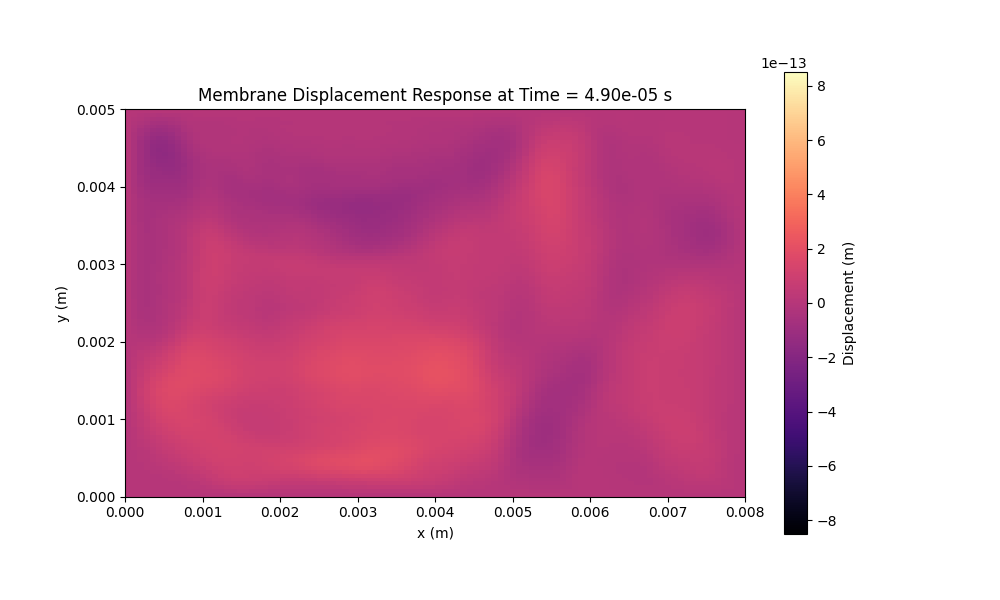 1e−13
Membrane Displacement Response at Time = 4.90e-05 s
0.005
0.004
0.003
0.002
0.001
0.000
y (m)
0.000 0.001 0.002 0.003 0.004 0.005 0.006 0.007 0.008
x (m)
8
6
4
2
0
−2
−4
−6
−8
Displacement (m)